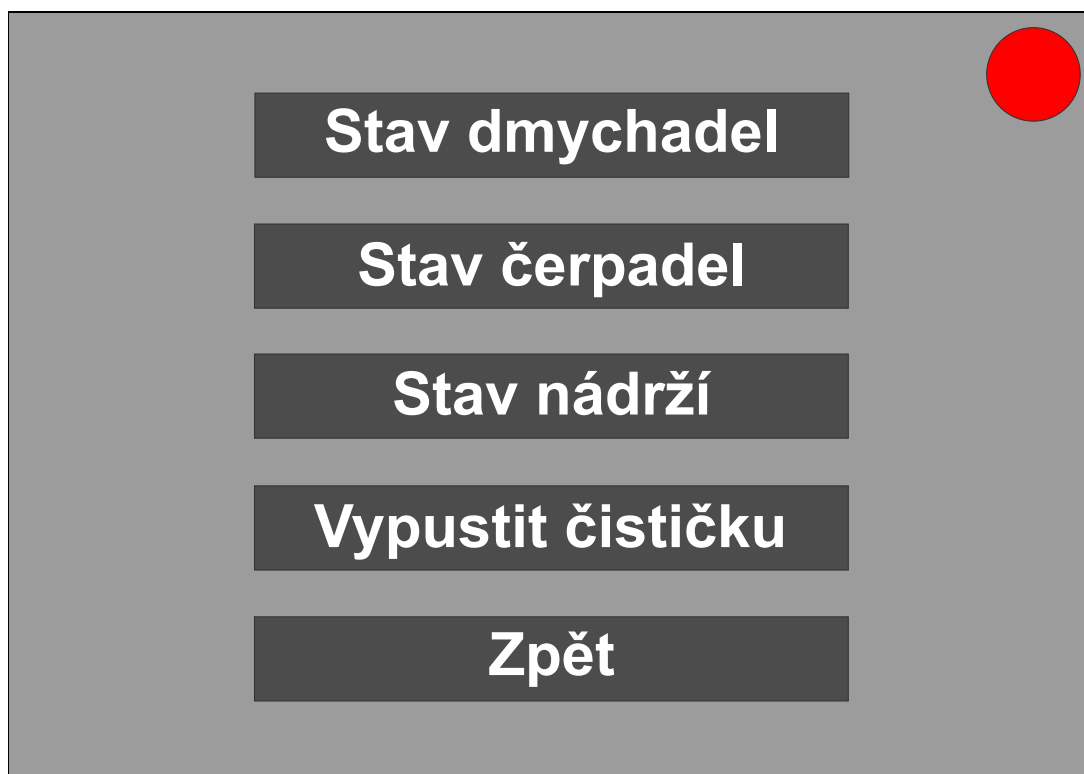 Stav dmychadel
Stav čerpadel
Stav nádrží
Vypustit čističku
Zpět